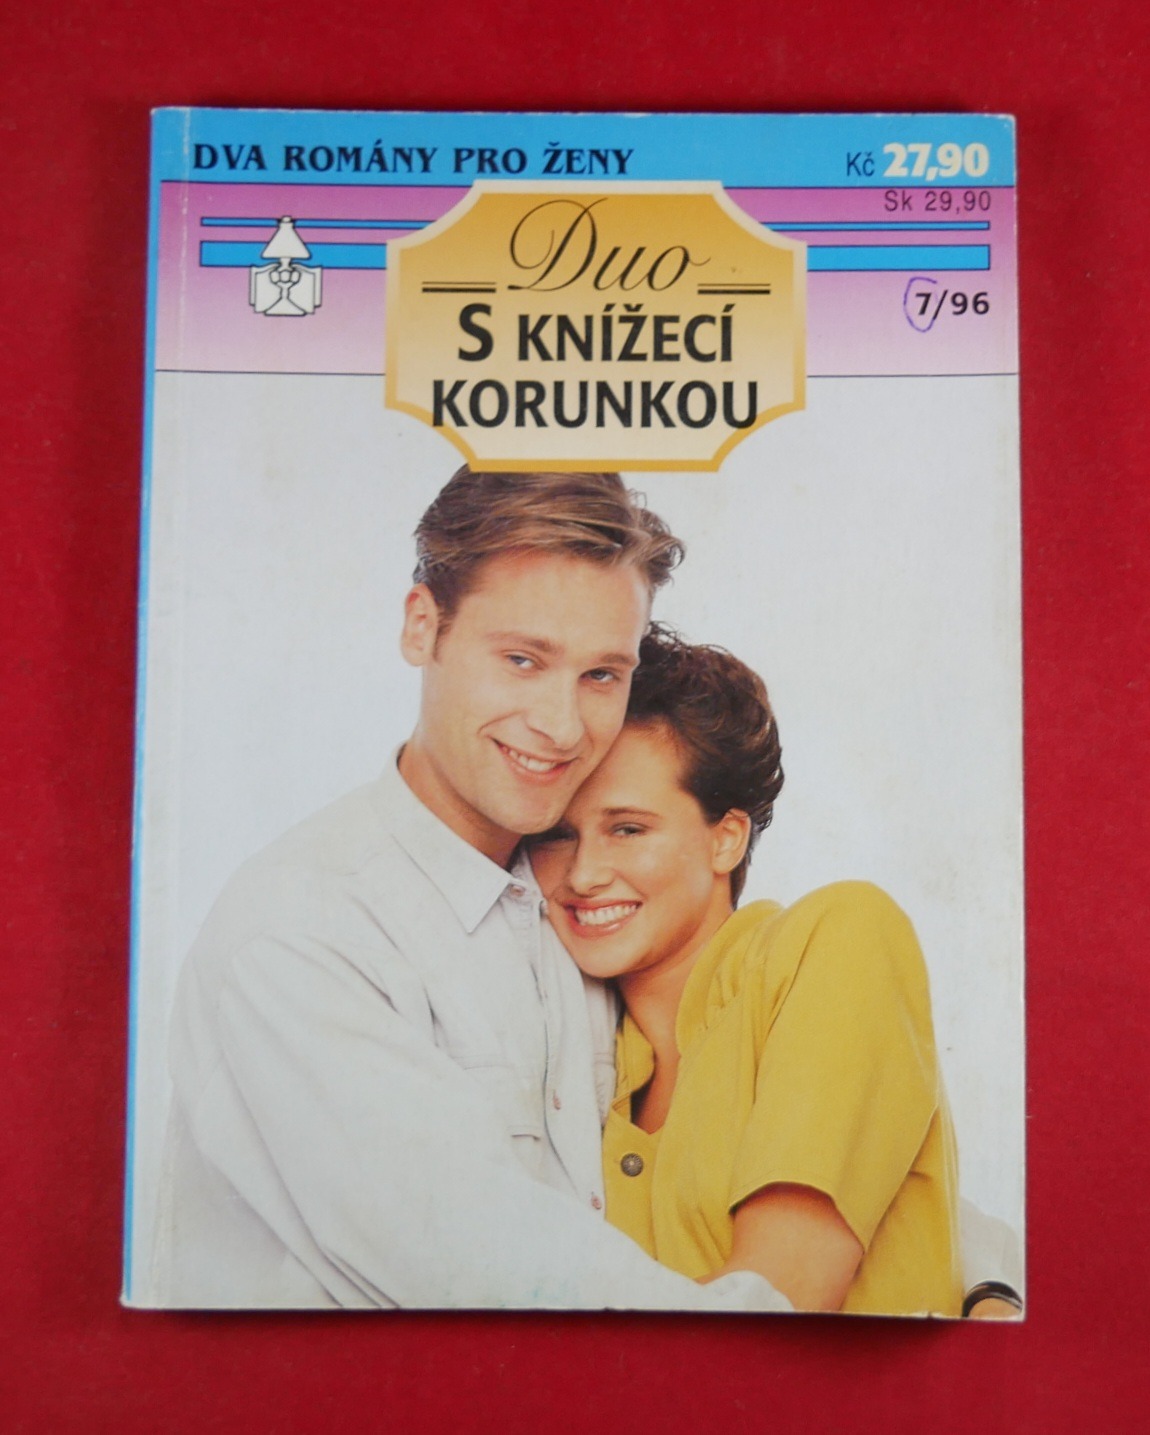 DVA ROMÁNY PRO ŽENY
Kč 27,90
Sk 29,90
7/96
Duo
S KNÍŽECÍ
KORUNKOU